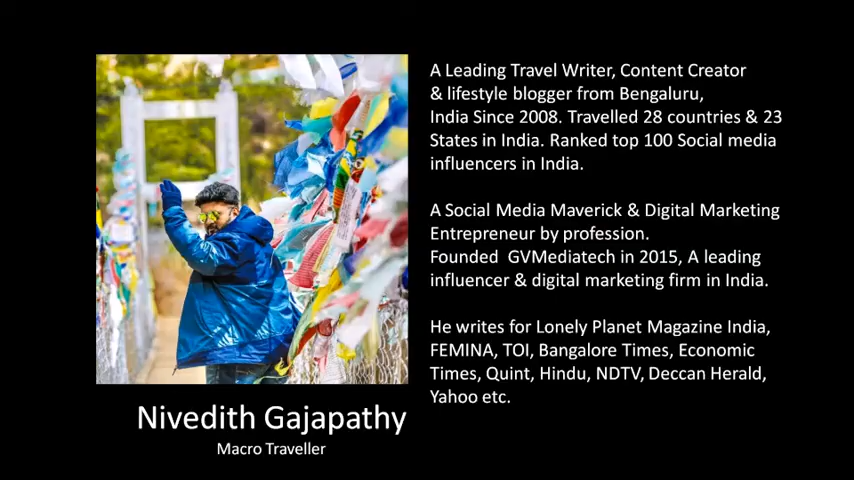 A Leading Travel Writer, Content Creator
& lifestyle blogger from Bengaluru,
India Since 2008. Travelled 28 countries & 23
States in India. Ranked top 100 Social media
influencers in India.
A Social Media Maverick & Digital Marketing
Entrepreneur by profession.
Founded GVMediatech in 2015, A leading
influencer & digital marketing firm in India.
He writes for Lonely Planet Magazine India,
FEMINA, TOI, Bangalore Times, Economic
Times, Quint, Hindu, NDTV, Deccan Herald,
Yahoo etc.
Nivedith Gajapathy
Macro Traveller